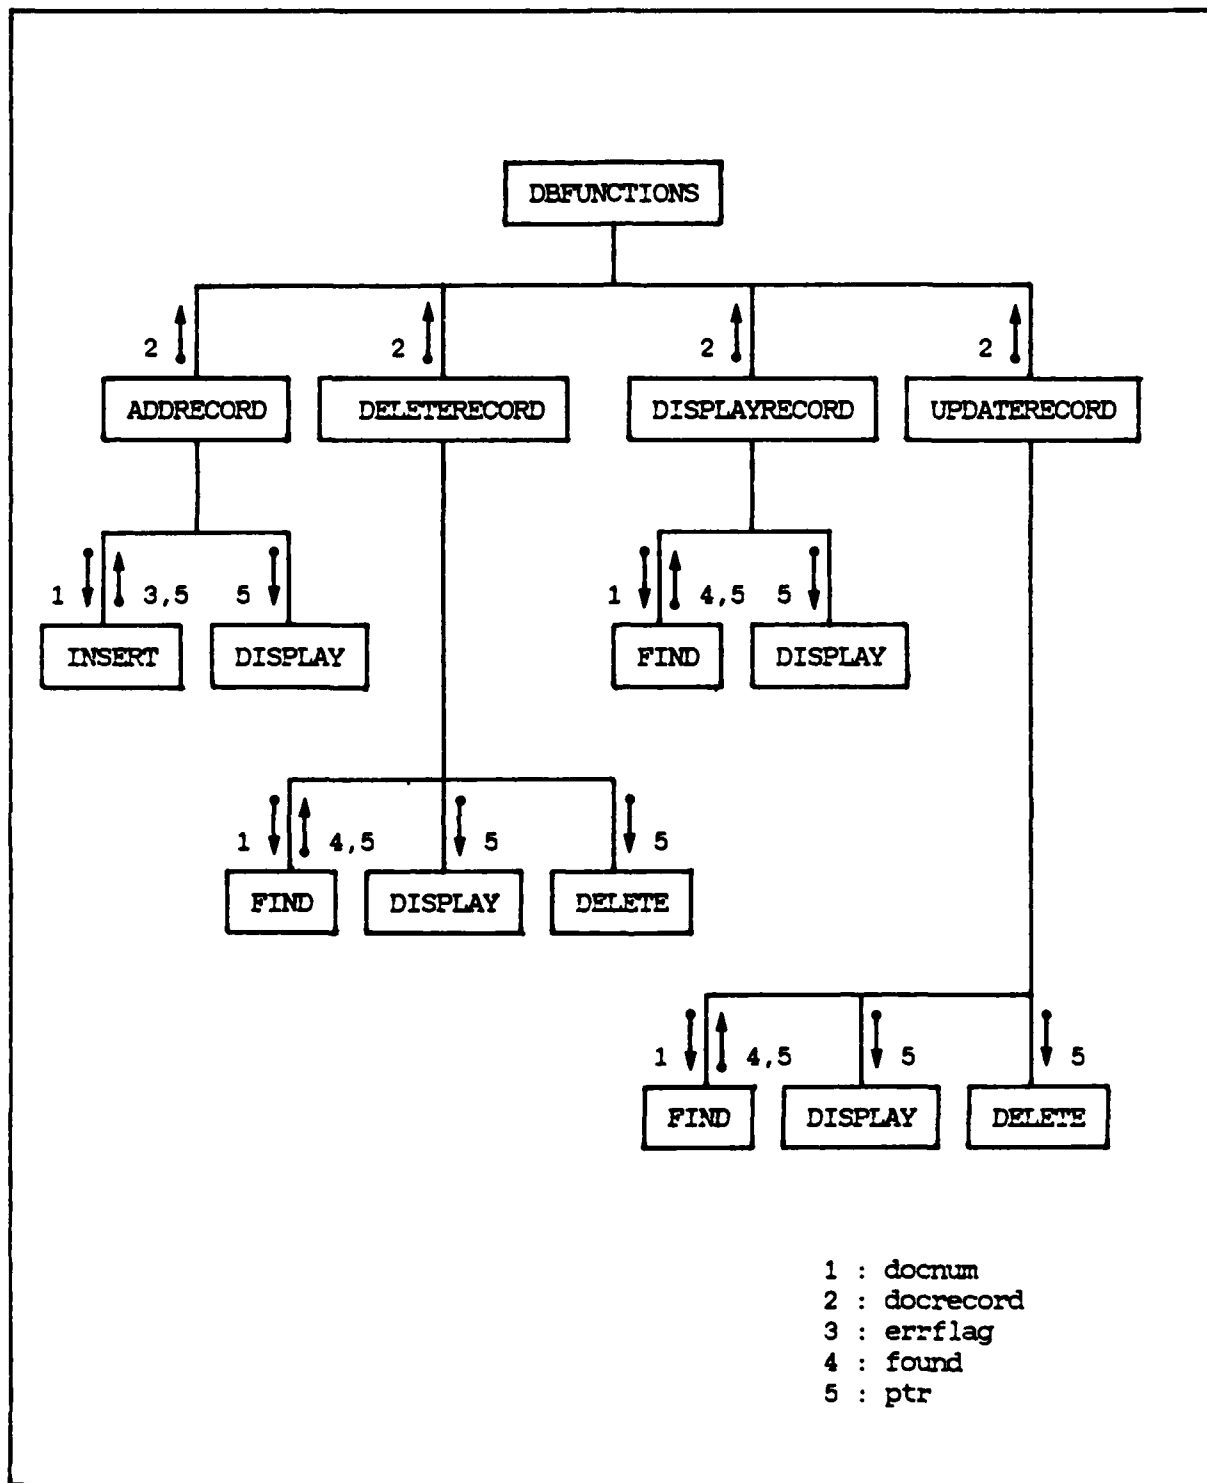 DBFUNCTIONS
2 2 2 2
ADDRECORD DELETERECORD DISPLAYRECORD UPDATERECORD
1 3,5 5 1 4,5 5
INSERT DISPLAY FIND DISPLAY
1 4,5 5 5
FIND DISPLAY DELETE
1 4,5 5 5
FIND DISPLAY DELETE
1 : docnum
2 : docrecord
3 : errflag
4 : found
5 : ptr